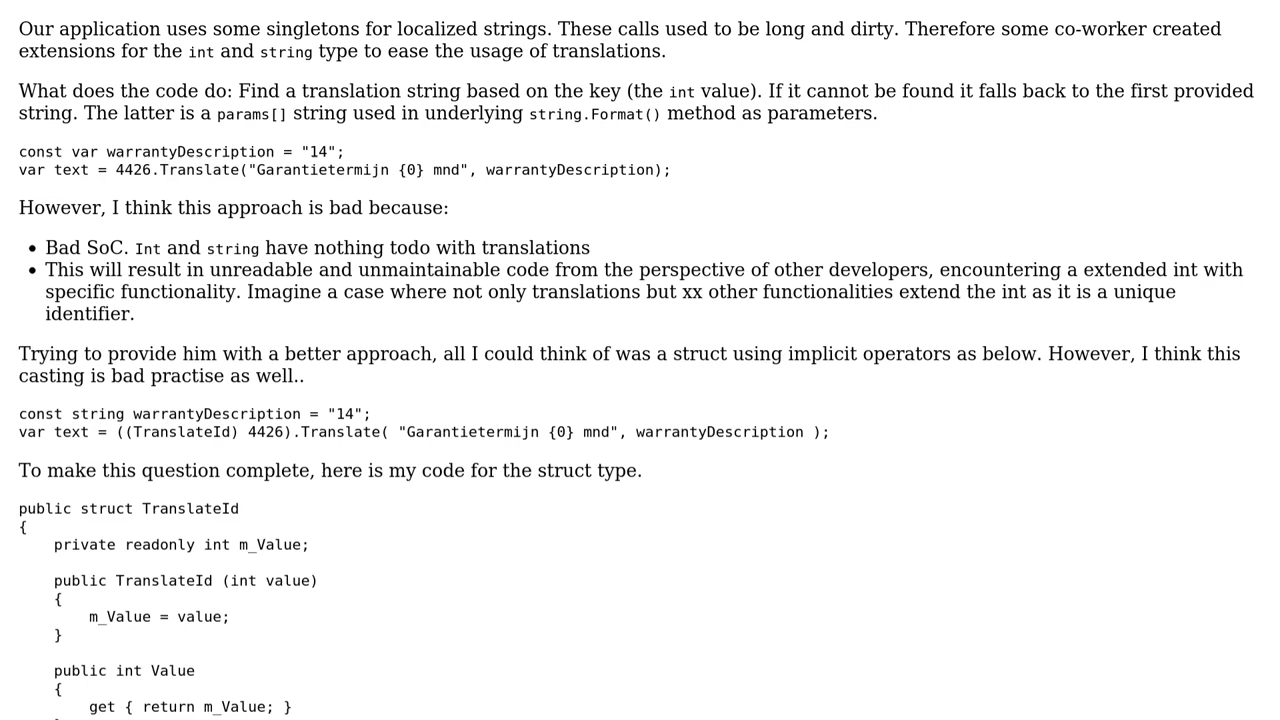 Our application uses some singletons for localized strings. These calls used to be long and dirty. Therefore some co-worker created
extensions for the int and string type to ease the usage of translations.
What does the code do: Find a translation string based on the key (the int value). If it cannot be found it falls back to the first provided
string. The latter is a params[] string used in underlying string.Format() method as parameters.
const var warrantyDescription = "14";
var text = 4426.Translate("Garantietermijn {0} mnd", warrantyDescription);
However, I think this approach is bad because:
• Bad SoC. Int and string have nothing todo with translations
• This will result in unreadable and unmaintainable code from the perspective of other developers, encountering a extended int with
specific functionality. Imagine a case where not only translations but xx other functionalities extend the int as it is a unique
identifier.
Trying to provide him with a better approach, all I could think of was a struct using implicit operators as below. However, I think this
casting is bad practise as well..
const string warrantyDescription = "14";
var text = ((TranslateId) 4426).Translate( "Garantietermijn {0} mnd", warrantyDescription );
To make this question complete, here is my code for the struct type.
public struct TranslateId
{
    private readonly int m_Value;
    public TranslateId (int value)
    {
        m_Value = value;
    }
    public int Value
    {
        get { return m_Value; }